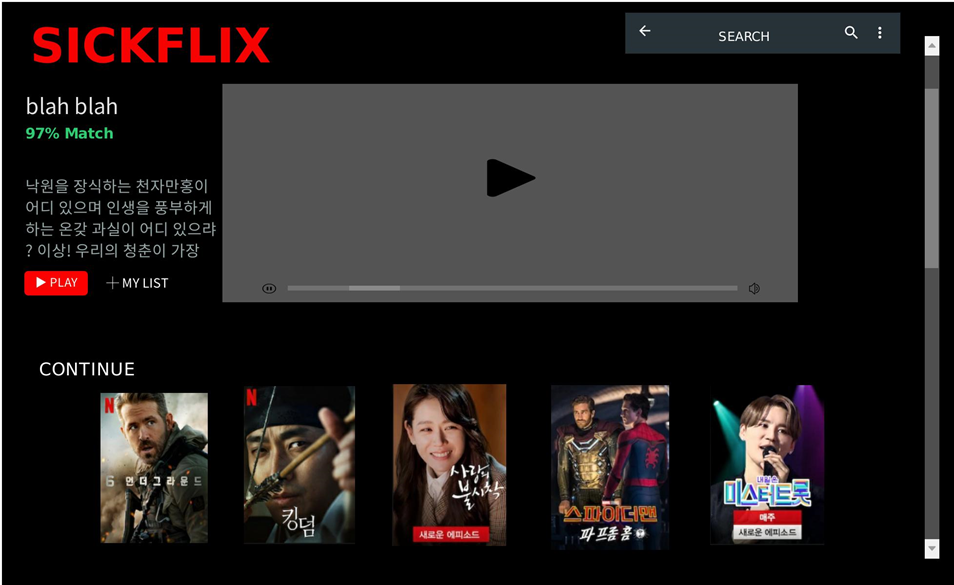 SICKFLIX
SEARCH
blah blah
97% Match
낙원을 장식하는 천자만홍이
어디 있으며 인생을 풍부하게
하는 온갖 과실이 어디 있으랴
? 이상! 우리의 청춘이 가장
PLAY
MY LIST
CONTINUE
N
6 언더그라운드
N
킹덤
사랑의
불시착
새로운 에피소드
스파이더맨
파 프롬 홈
내일은
미스터트롯
매주
새로운 에피소드